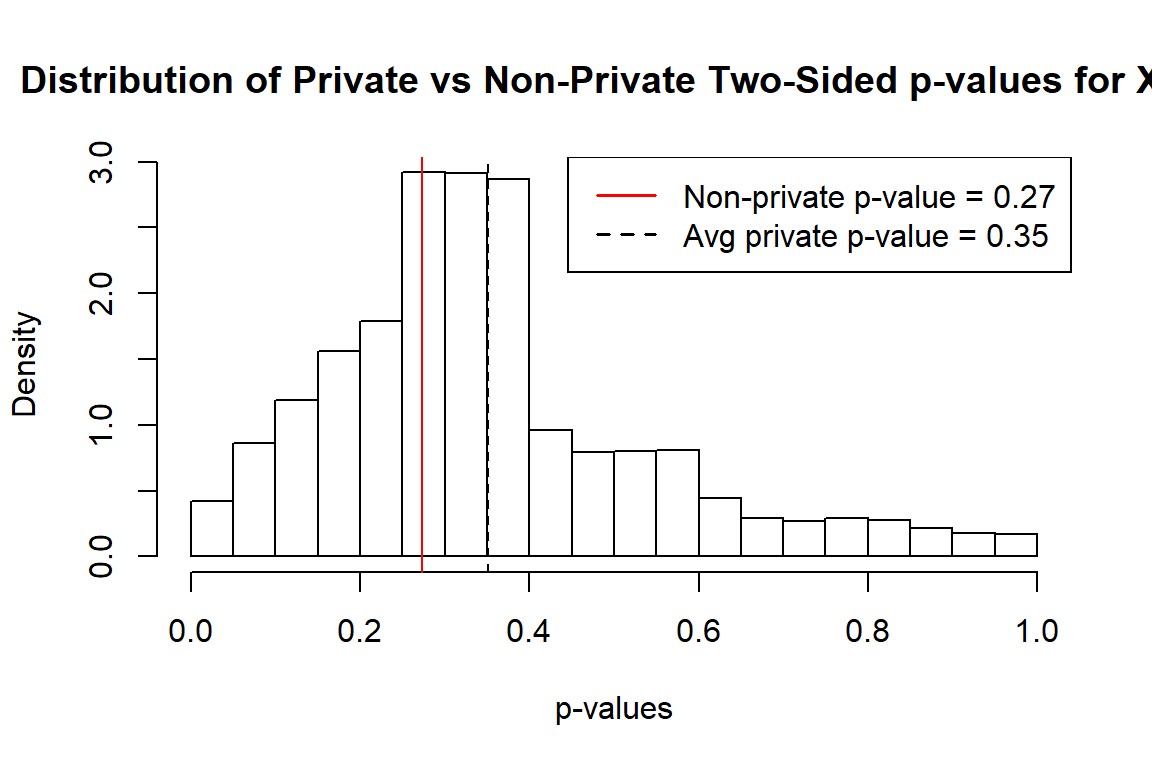 Distribution of Private vs Non-Private Two-Sided p-values for X
Non-private p-value = 0.27
Avg private p-value = 0.35
Density
0.0
1.0
2.0
3.0
0.0 0.2 0.4 0.6 0.8 1.0
p-values